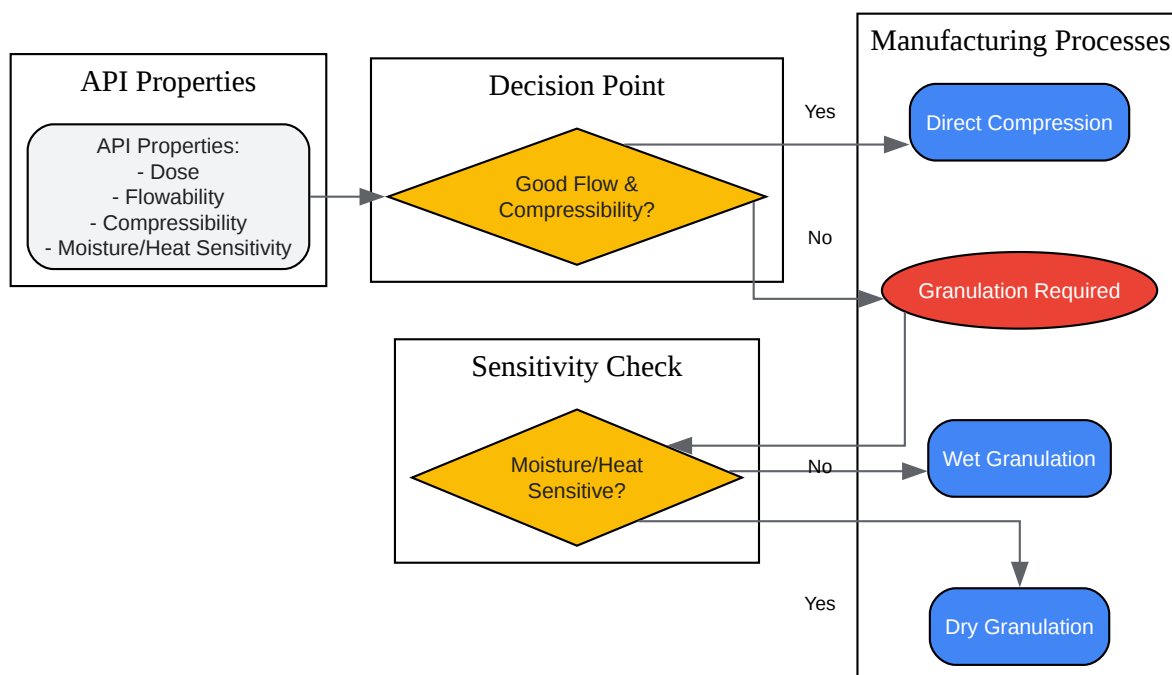 API Properties
API Properties:
- Dose
- Flowability
- Compressibility
- Moisture/Heat Sensitivity
Decision Point
Good Flow &
Compressibility?
Yes
No
Manufacturing Processes
Direct Compression
Granulation Required
Sensitivity Check
Moisture/Heat
Sensitive?
No
Wet Granulation
Yes
Dry Granulation